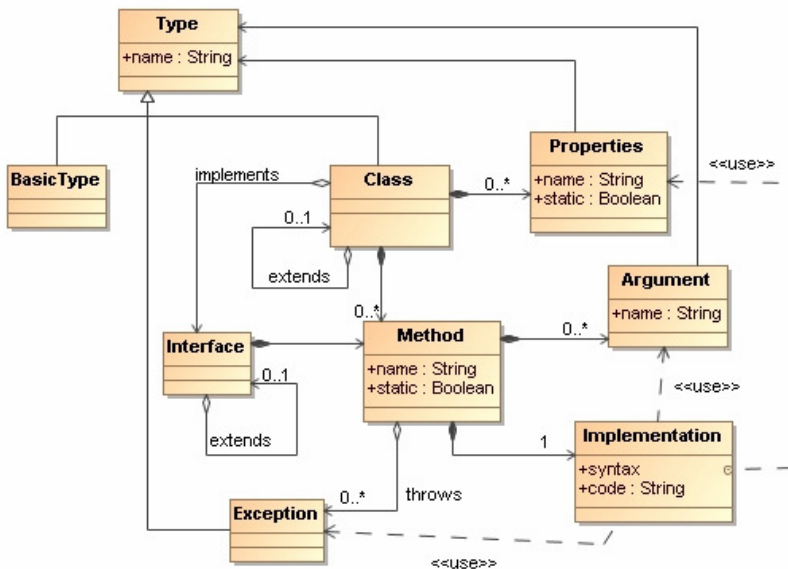 Type
+name : String
BasicType
implements
Class
0..*
Properties
+name : String
+static : Boolean
<<use>>
0..1
extends
0..*
Argument
+name : String
Interface
0..1
extends
Method
+name : String
+static : Boolean
0..*
<<use>>
1
Implementation
+syntax
+code : String
0..*
throws
Exception
<<use>>